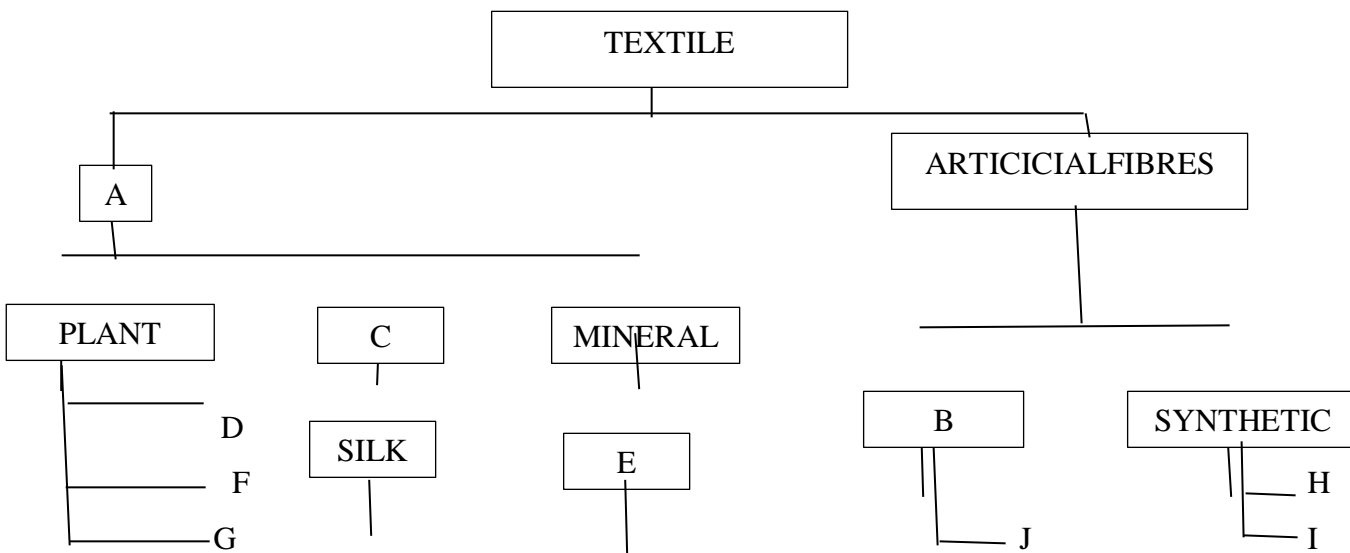 TEXTILE
ARTICICIALFIBRES
A
PLANT
C
MINERAL
B
SYNTHETIC
D
SILK
E
F
H
G
J
I